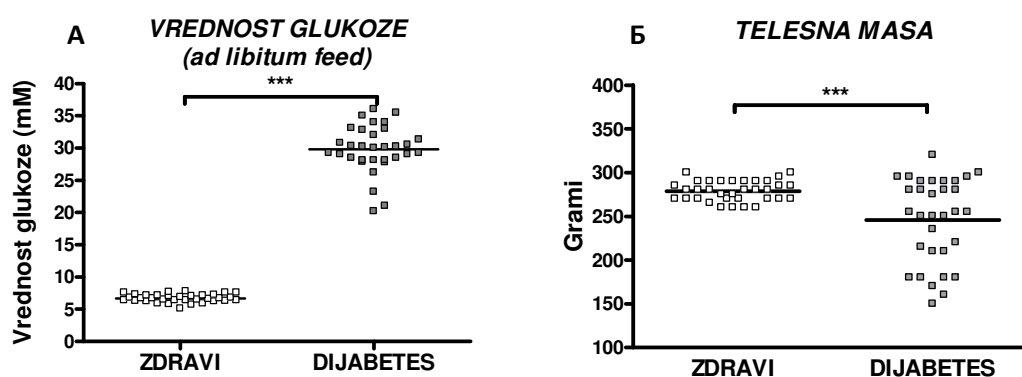 А
VREDNOST GLUKOZE
(ad libitum feed)
***
Vrednost glukoze (mM)
40
35
30
25
20
15
10
5
0
ZDRAVI
DIJABETES
Б
TELESNA MASA
***
Grami
400
350
300
250
200
150
100
ZDRAVI
DIJABETES